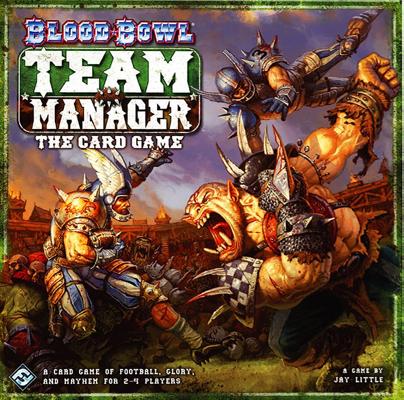 BLOOD★BOWL
TEAM
MANAGER
THE CARD GAME
A CARD GAME OF FOOTBALL, GLORY,
AND MAYHEM FOR 2-4 PLAYERS
A GAME BY
JAY LITTLE